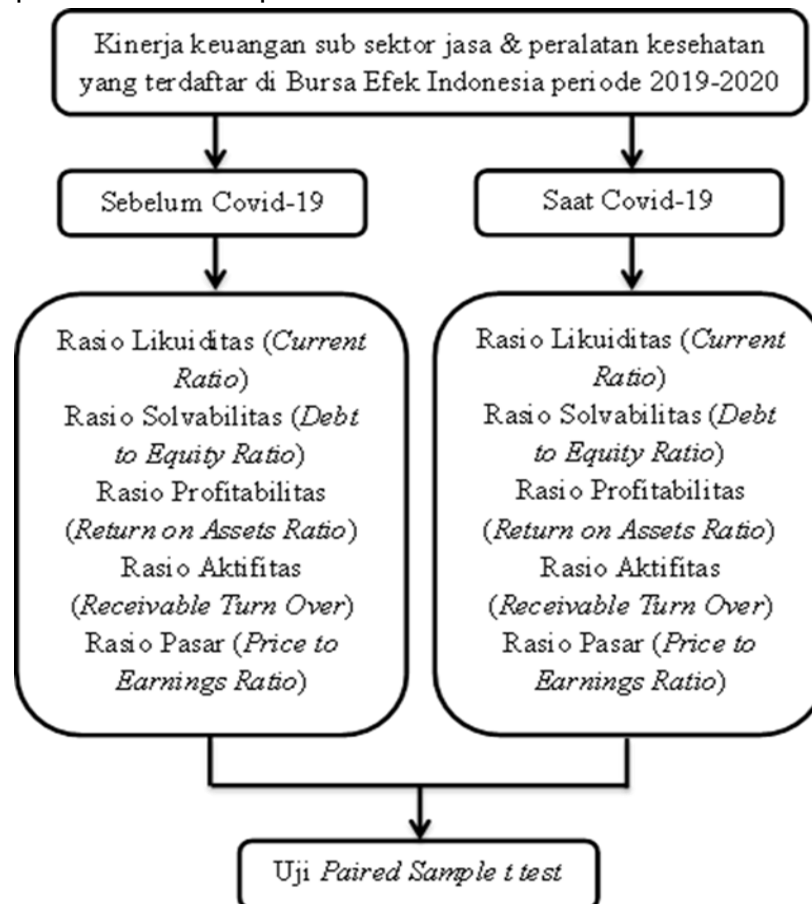 Kinerja keuangan sub sektor jasa & peralatan kesehatan
yang terdaftar di Bursa Efek Indonesia periode 2019-2020
Sebelum Covid-19
Saat Covid-19
Rasio Likuiditas (Current
Ratio)
Rasio Solvabilitas (Debt
to Equity Ratio)
Rasio Profitabilitas
(Return on Assets Ratio)
Rasio Aktifitas
(Receivable Turn Over)
Rasio Pasar (Price to
Earnings Ratio)
Rasio Likuiditas (Current
Ratio)
Rasio Solvabilitas (Debt
to Equity Ratio)
Rasio Profitabilitas
(Return on Assets Ratio)
Rasio Aktifitas
(Receivable Turn Over)
Rasio Pasar (Price to
Earnings Ratio)
Uji Paired Sample t test